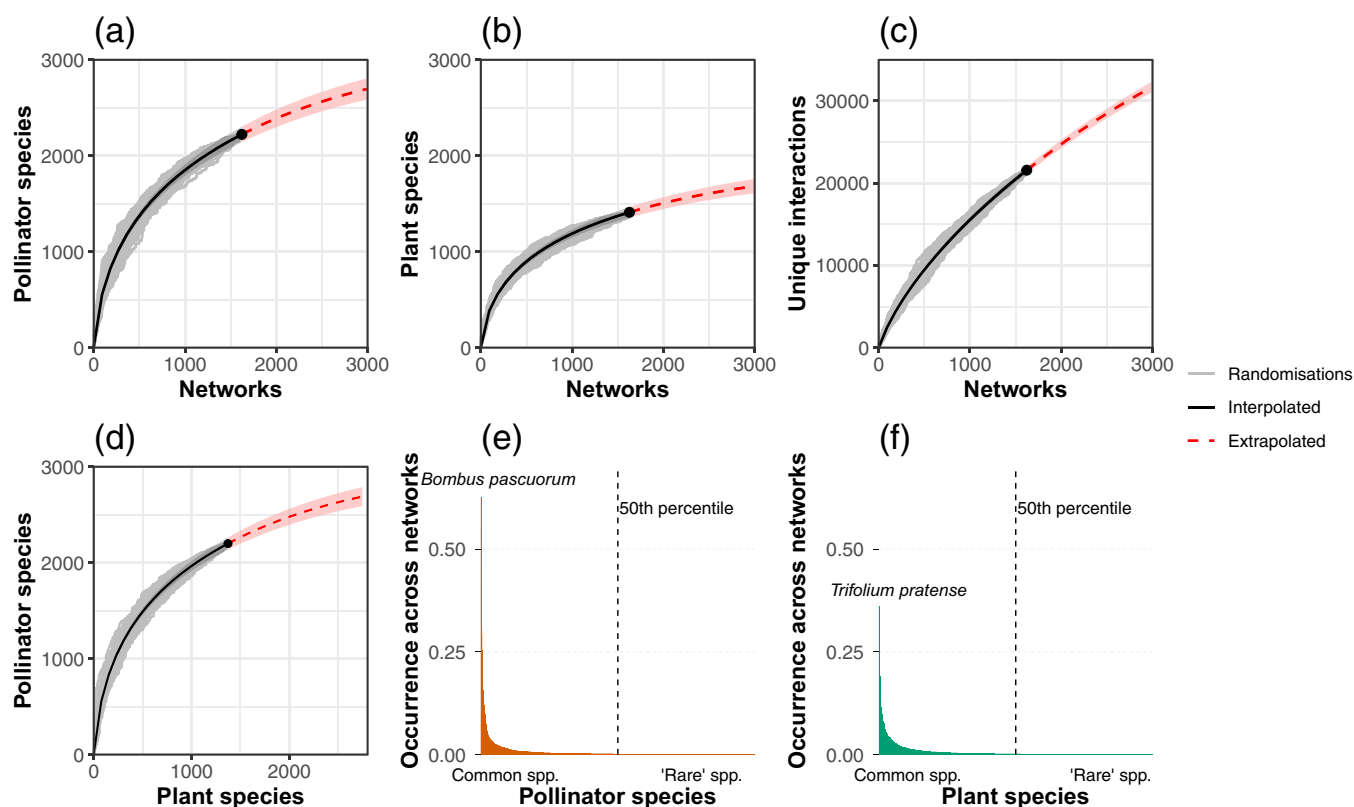 (a)
3000
2000
1000
0
Pollinator species
0 1000 2000 3000
Networks
(b)
3000
2000
1000
0
Plant species
0 1000 2000 3000
Networks
(c)
30000
20000
10000
0
Unique interactions
0 1000 2000 3000
Networks
Randomisations
Interpolated
Extrapolated
(d)
3000
2000
1000
0
Pollinator species
0 1000 2000
Plant species
(e)
Bombus pascuorum
50th percentile
0.50
0.25
0.00
Occurrence across networks
Common spp. 'Rare' spp.
Pollinator species
(f)
50th percentile
0.50
Trifolium pratense
0.25
0.00
Occurrence across networks
Common spp. 'Rare' spp.
Plant species